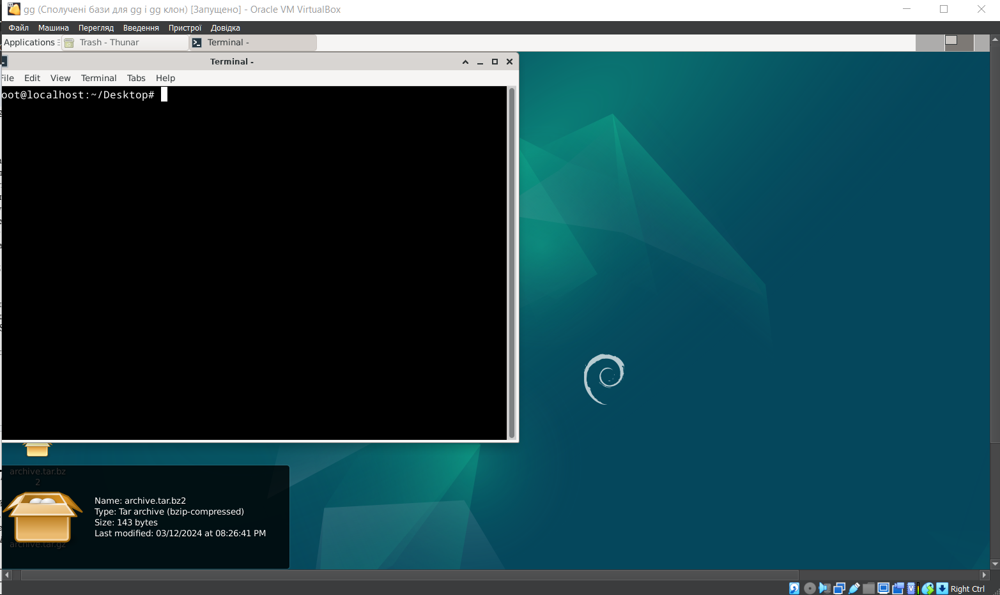 gg (Сполучені бази для gg і gg клон) [Запущено] - Oracle VM VirtualBox
Файл Машина Перегляд Введення Пристрої Довідка
Applications Trash - Thunar Terminal -
Terminal -
File Edit View Terminal Tabs Help
oot@localhost:~/Desktop#
archive.tar.bz
2
Name: archive.tar.bz2
Type: Tar archive (bzip-compressed)
Size: 143 bytes
Last modified: 03/12/2024 at 08:26:41 PM
archive.tar.gz
V
Right Ctrl